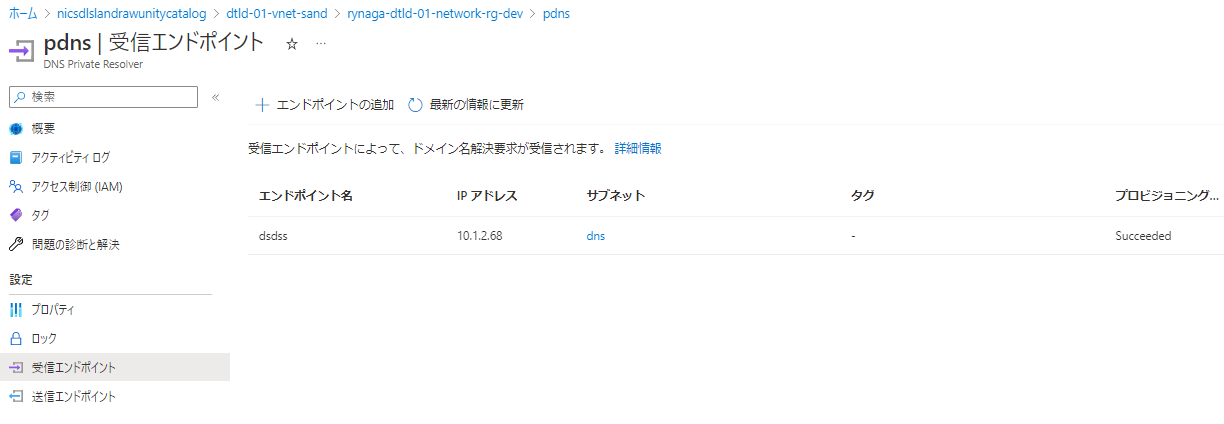 ホーム > nicsdlslandrawunitycatalog > dtld-01-vnet-sand > rynaga-dtld-01-network-rg-dev > pdns
pdns | 受信エンドポイント ☆ …
DNS Private Resolver
検索 «
概要
アクティビティ ログ
アクセス制御 (IAM)
タグ
問題の診断と解決
設定
プロパティ
ロック
受信エンドポイント
送信エンドポイント
+ エンドポイントの追加 最新の情報に更新
受信エンドポイントによって、ドメイン名解決要求が受信されます。 詳細情報
エンドポイント名 IP アドレス サブネット タグ プロビジョニング...
dsdss 10.1.2.68 dns - Succeeded